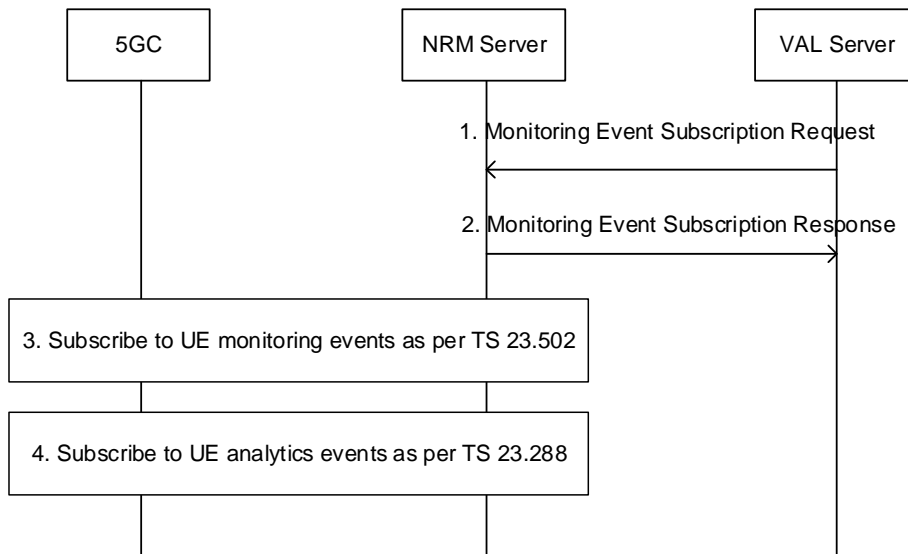 5GC
NRM Server
VAL Server
1. Monitoring Event Subscription Request
2. Monitoring Event Subscription Response
3. Subscribe to UE monitoring events as per TS 23.502
4. Subscribe to UE analytics events as per TS 23.288